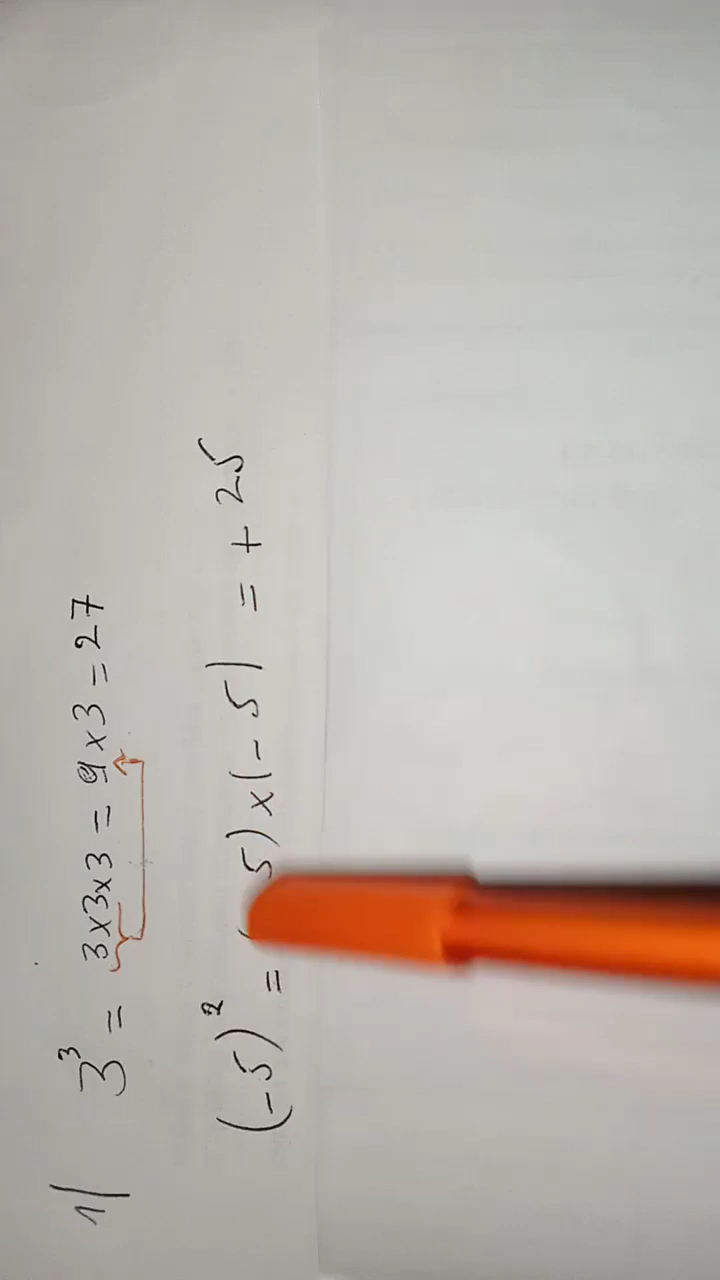 1) 3³ = 3x3x3 = 9 x 3 = 27
(-5)² = ( 5) x (-5) = + 25